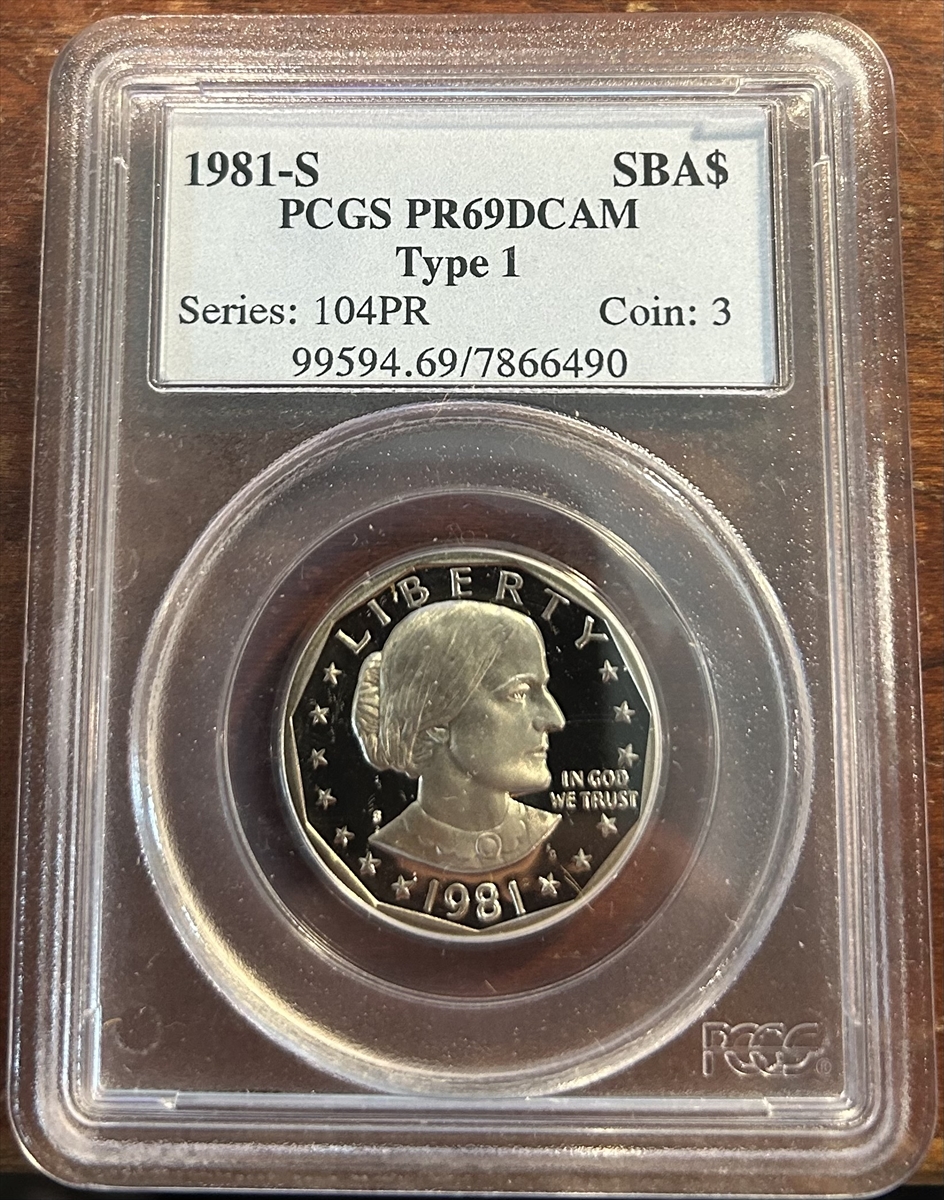 1981-S SBA$
PCGS PR69DCAM
Type 1
Series: 104PR Coin: 3
99594.69/7866490
LIBERTY
IN GOD
WE TRUST
1981
PCGS®